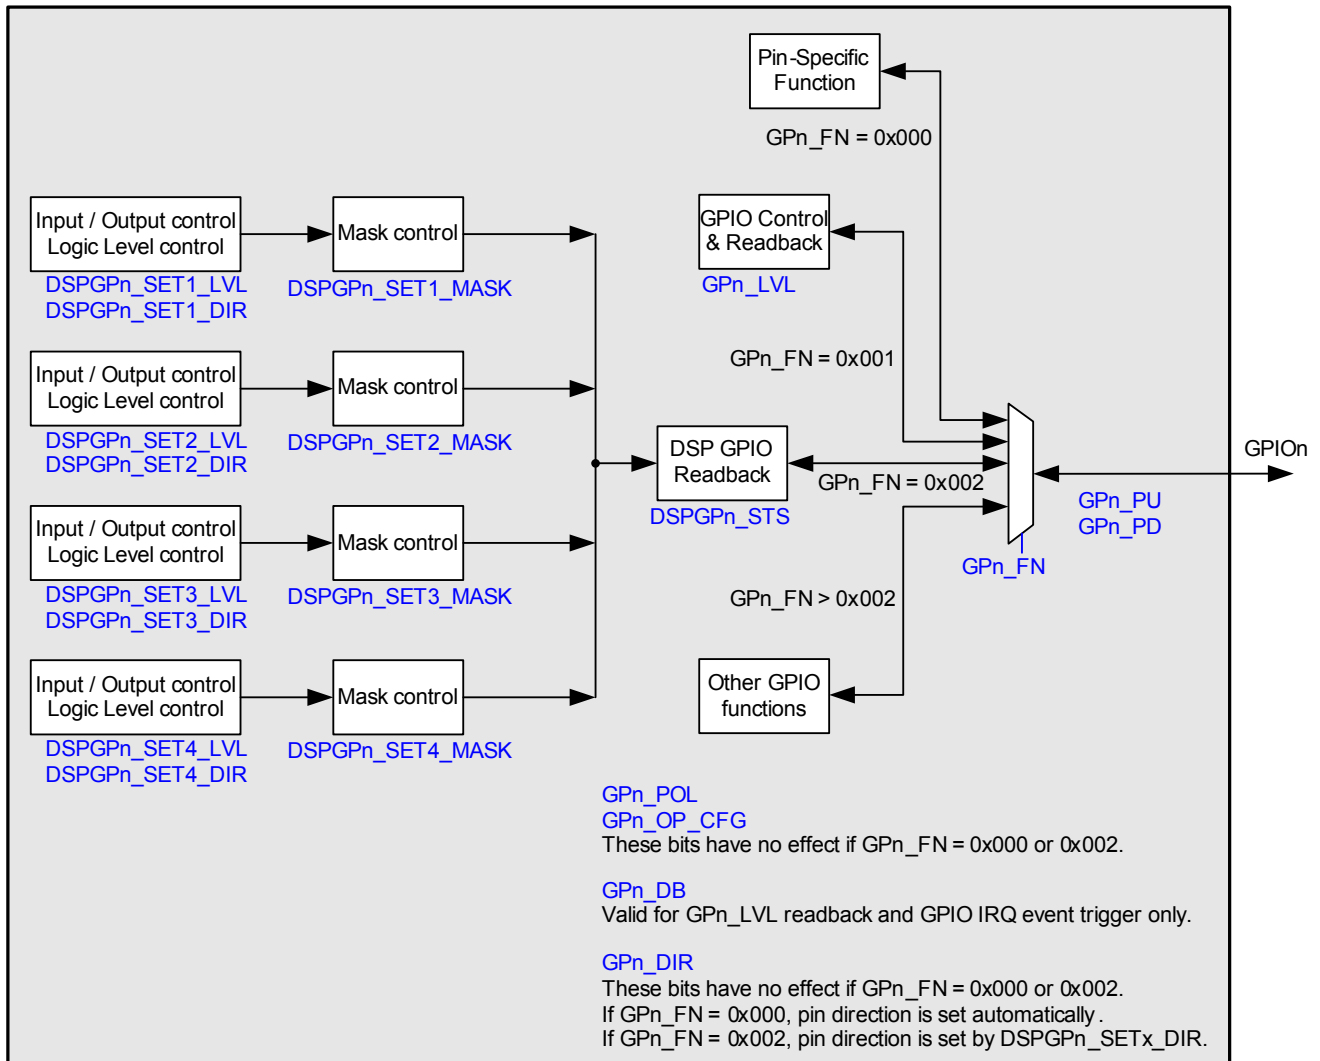 Pin-Specific
Function
GPn_FN = 0x000
Input / Output control
Logic Level control
DSPGPn_SET1_LVL
DSPGPn_SET1_DIR
Mask control
DSPGPn_SET1_MASK
GPIO Control
& Readback
GPn_LVL
GPn_FN = 0x001
Input / Output control
Logic Level control
DSPGPn_SET2_LVL
DSPGPn_SET2_DIR
Mask control
DSPGPn_SET2_MASK
DSP GPIO
Readback
DSPGPn_STS
GPn_FN = 0x002
GPIOn
GPn_PU
GPn_PD
GPn_FN
Input / Output control
Logic Level control
DSPGPn_SET3_LVL
DSPGPn_SET3_DIR
Mask control
DSPGPn_SET3_MASK
GPn_FN > 0x002
Input / Output control
Logic Level control
DSPGPn_SET4_LVL
DSPGPn_SET4_DIR
Mask control
DSPGPn_SET4_MASK
Other GPIO
functions
GPn_POL
GPn_OP_CFG
These bits have no effect if GPn_FN = 0x000 or 0x002.
GPn_DB
Valid for GPn_LVL readback and GPIO IRQ event trigger only.
GPn_DIR
These bits have no effect if GPn_FN = 0x000 or 0x002.
If GPn_FN = 0x000, pin direction is set automatically.
If GPn_FN = 0x002, pin direction is set by DSPGPn_SETx_DIR.